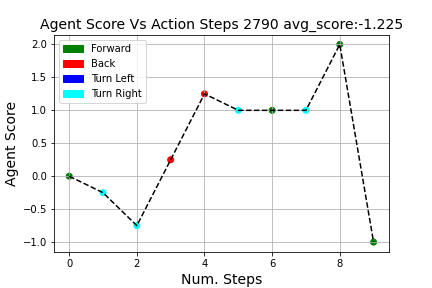 Agent Score Vs Action Steps 2790 avg_score:-1.225
2.0
1.5
1.0
0.5
0.0
−0.5
−1.0
Agent Score
Forward
Back
Turn Left
Turn Right
0 2 4 6 8
Num. Steps